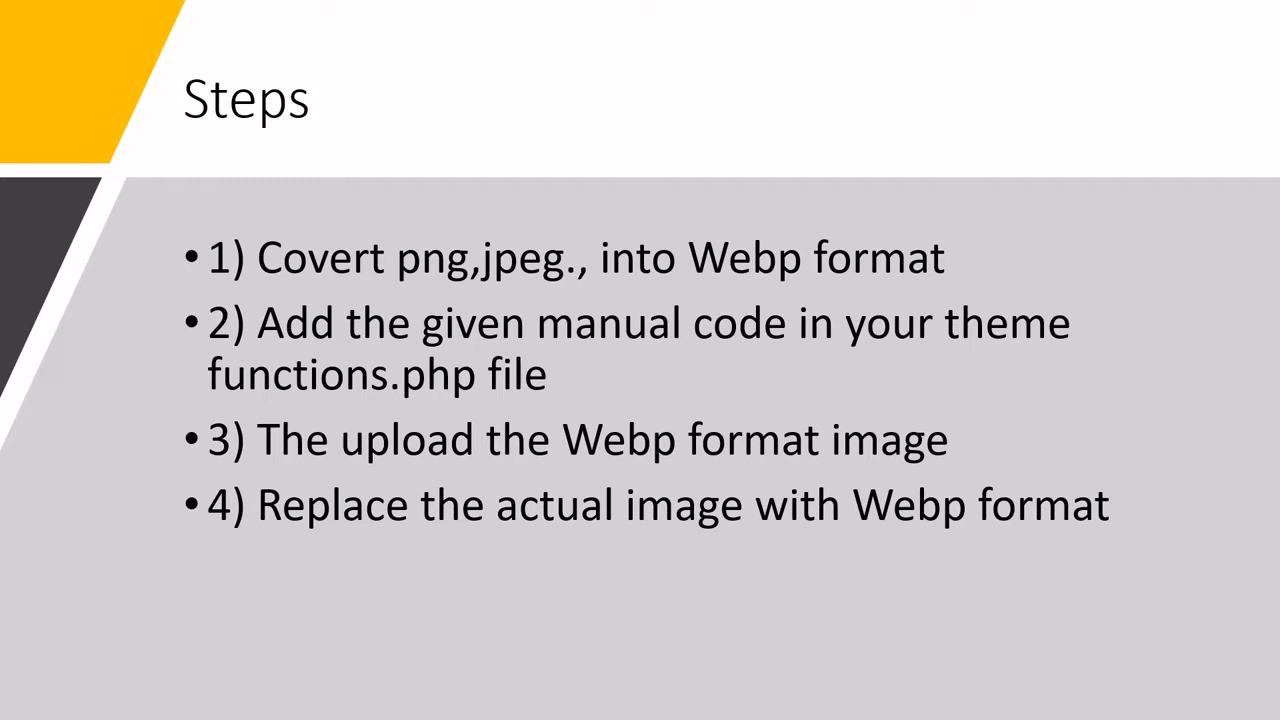 Steps
• 1) Covert png,jpeg., into Webp format
• 2) Add the given manual code in your theme
functions.php file
• 3) The upload the Webp format image
• 4) Replace the actual image with Webp format